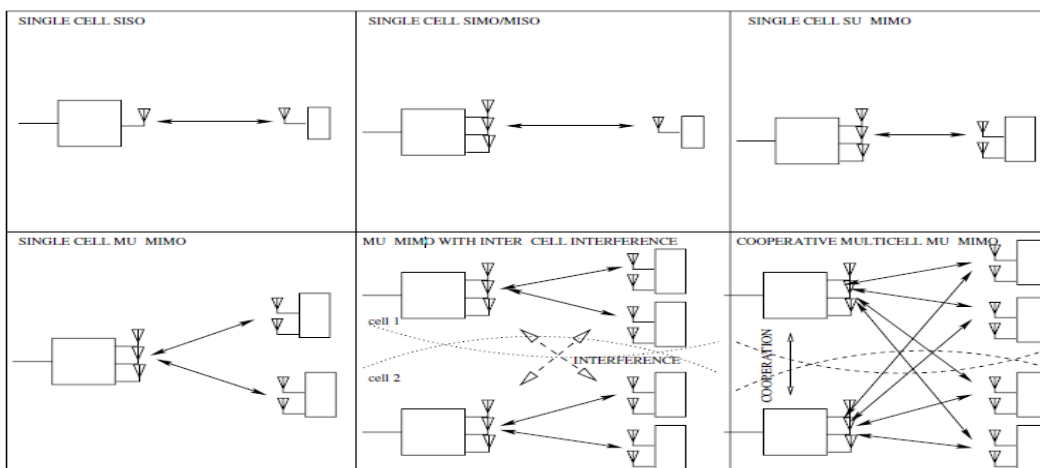 SINGLE CELL SISO
SINGLE CELL SIMO/MISO
SINGLE CELL SU MIMO
SINGLE CELL MU MIMO
MU MIMO WITH INTER CELL INTERFERENCE
cell 1
INTERFERENCE
cell 2
COOPERATIVE MULTICELL MU MIMO
COOPERATION